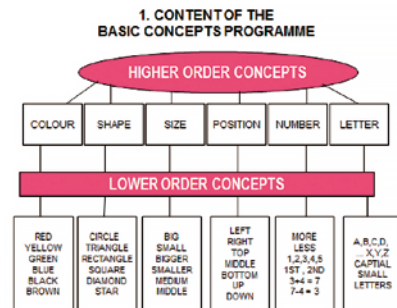 1. CONTENT OF THE
BASIC CONCEPTS PROGRAMME
HIGHER ORDER CONCEPTS
COLOUR
SHAPE
SIZE
POSITION
NUMBER
LETTER
LOWER ORDER CONCEPTS
RED
YELLOW
GREEN
BLUE
BLACK
BROWN
CIRCLE
TRIANGLE
RECTANGLE
SQUARE
DIAMOND
STAR
BIG
SMALL
BIGGER
SMALLER
MEDIUM
MIDDLE
LEFT
RIGHT
TOP
MIDDLE
BOTTOM
UP
DOWN
MORE
LESS
1,2,3,4,5
1ST , 2ND
3+4 = 7
7-4 = 3
A,B,C,D,
... X,Y,Z
CAPTIAL
SMALL
LETTERS